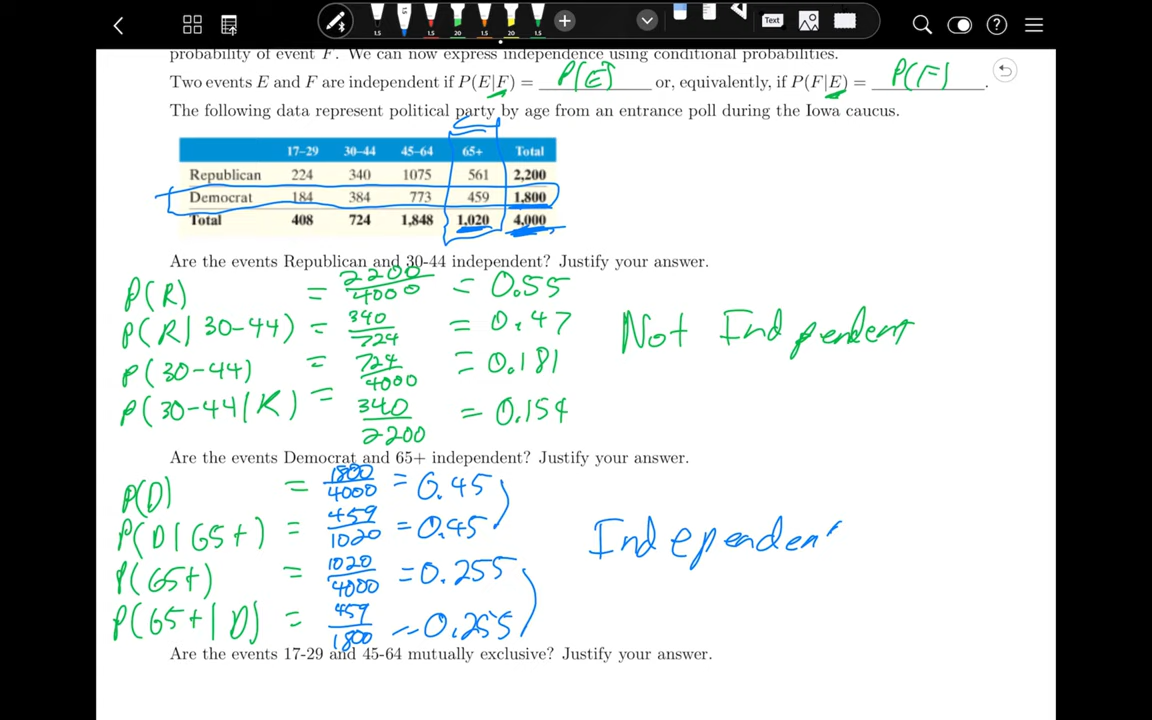 Text
probability of event F. We can now express independence using conditional probabilities.
Two events E and F are independent if P(E|F) = P(E) or, equivalently, if P(F|E) = P(F).
The following data represent political party by age from an entrance poll during the Iowa caucus.
17–29 30–44 45–64 65+ Total
Republican 224 340 1075 561 2,200
Democrat 184 384 773 459 1,800
Total 408 724 1,848 1,020 4,000
Are the events Republican and 30-44 independent? Justify your answer.
P(R) = 2200/4000 = 0.55
P(R|30-44) = 340/724 = 0.47
Not Independent
P(30-44) = 724/4000 = 0.181
P(30-44|R) = 340/2200 = 0.154
Are the events Democrat and 65+ independent? Justify your answer.
P(D) = 1800/4000 = 0.45
P(D|65+) = 459/1020 = 0.45
Independent
P(65+) = 1020/4000 = 0.255
P(65+|D) = 459/1800 = 0.255
Are the events 17-29 and 45-64 mutually exclusive? Justify your answer.